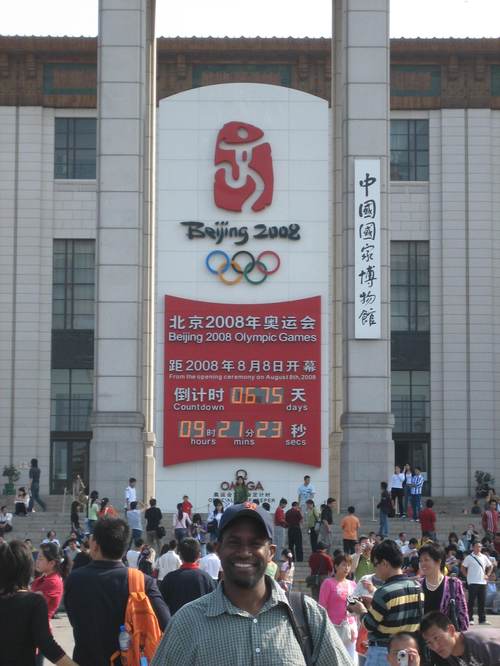 Beijing 2008
中國國家博物館
北京2008年奥运会
Beijing 2008 Olympic Games
距2008年8月8日开幕
From the opening ceremony on August 8th, 2008
倒计时 0675 天
Countdown days
09 时 21 分 23 秒
hours mins secs
OMEGA